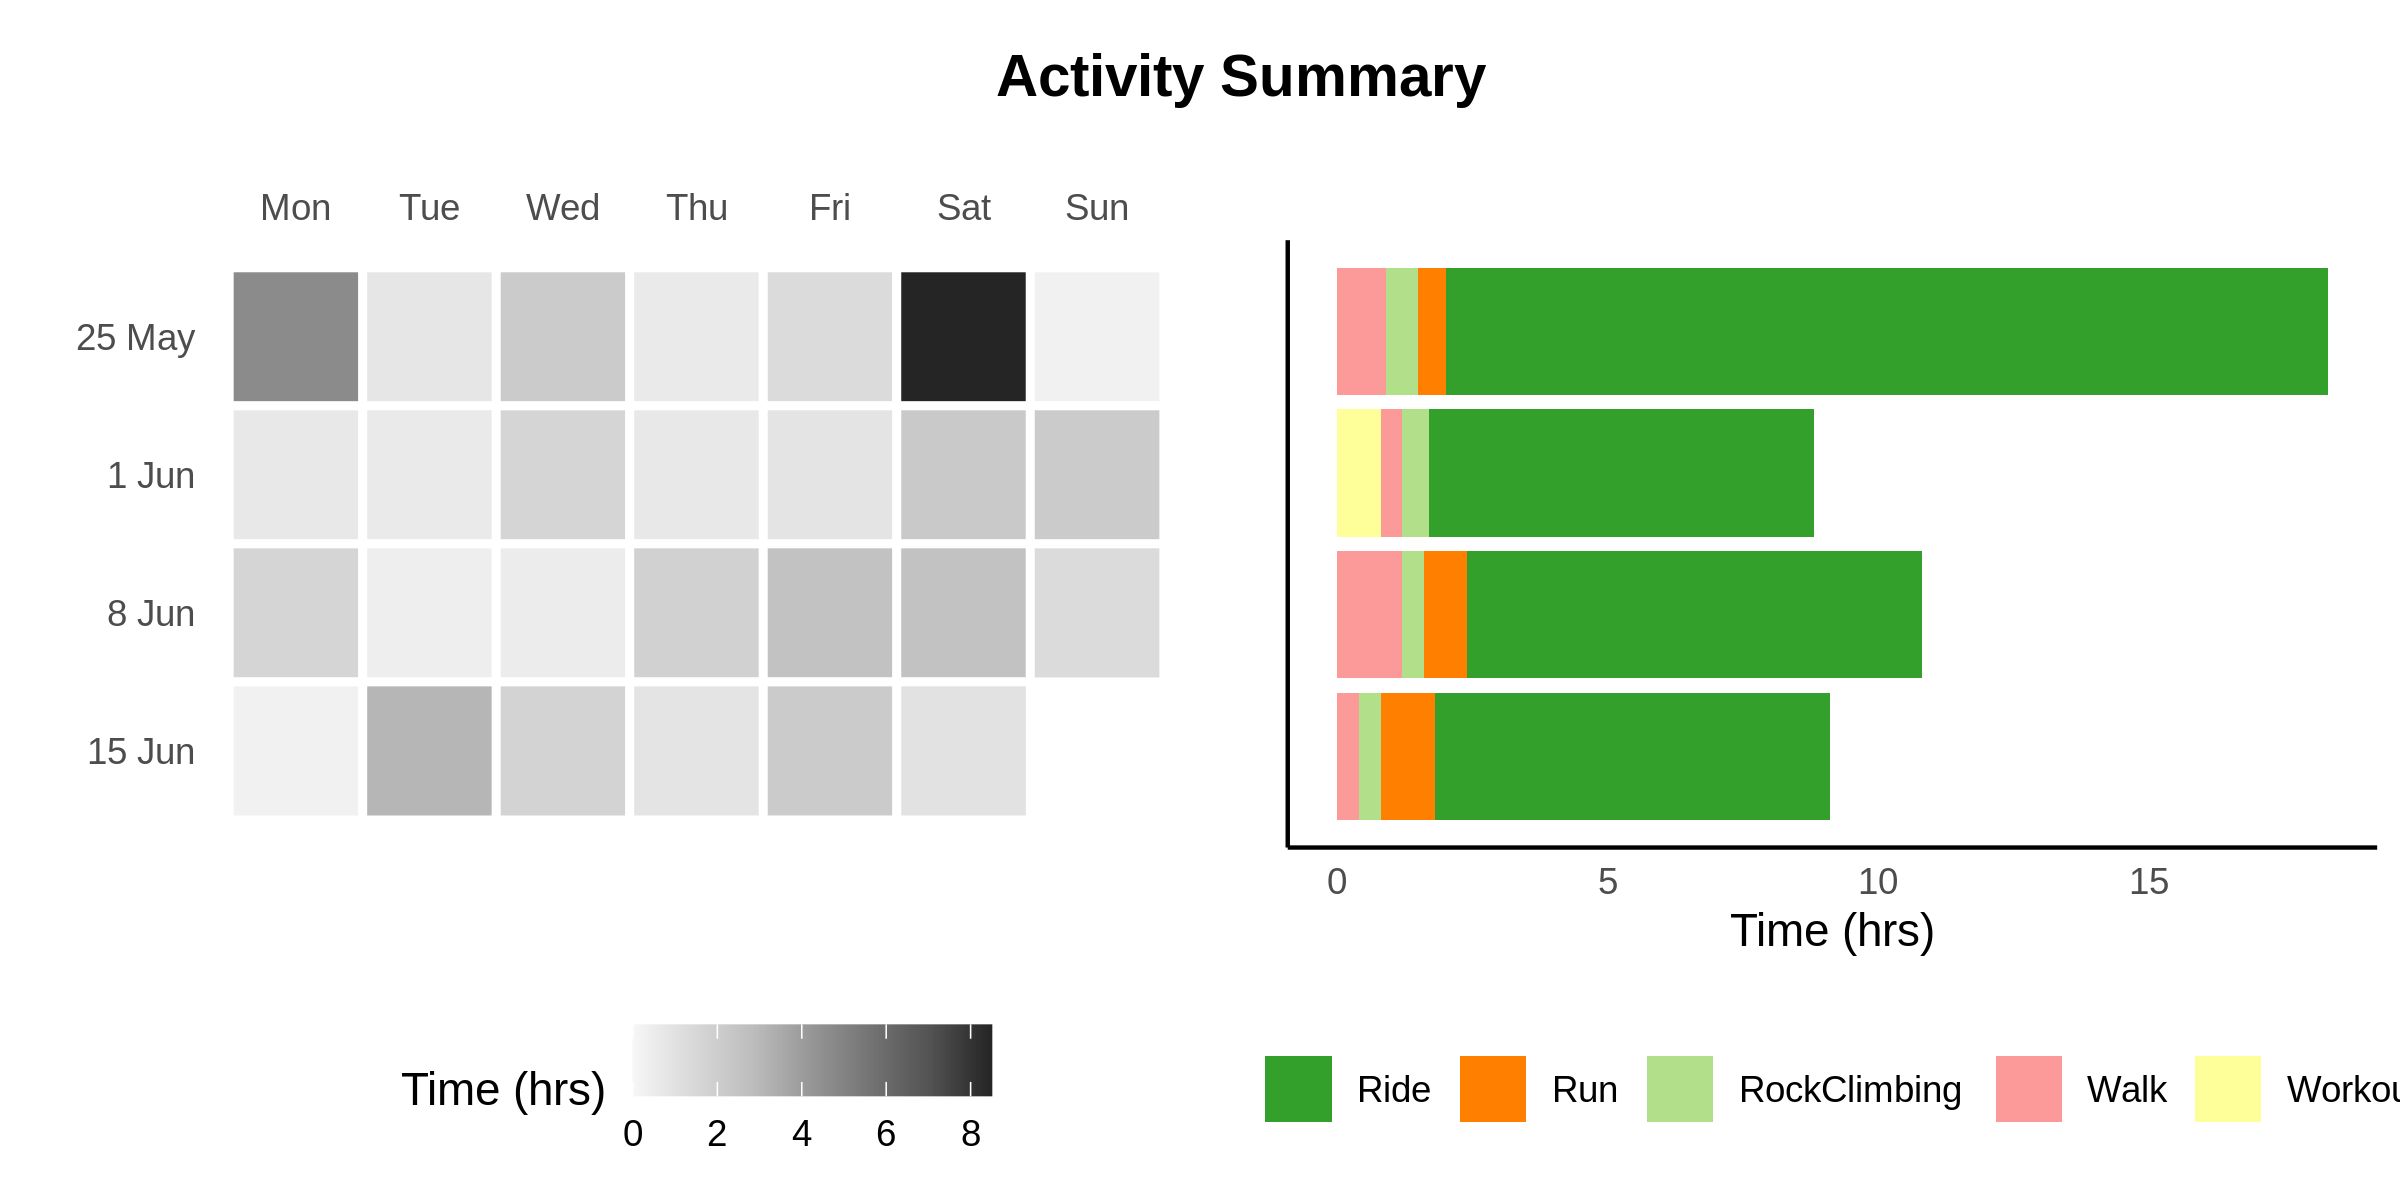 Activity Summary
Mon Tue Wed Thu Fri Sat Sun
25 May
1 Jun
8 Jun
15 Jun
0 5 10 15
Time (hrs)
Time (hrs)
0 2 4 6 8
Ride Run RockClimbing Walk Workou